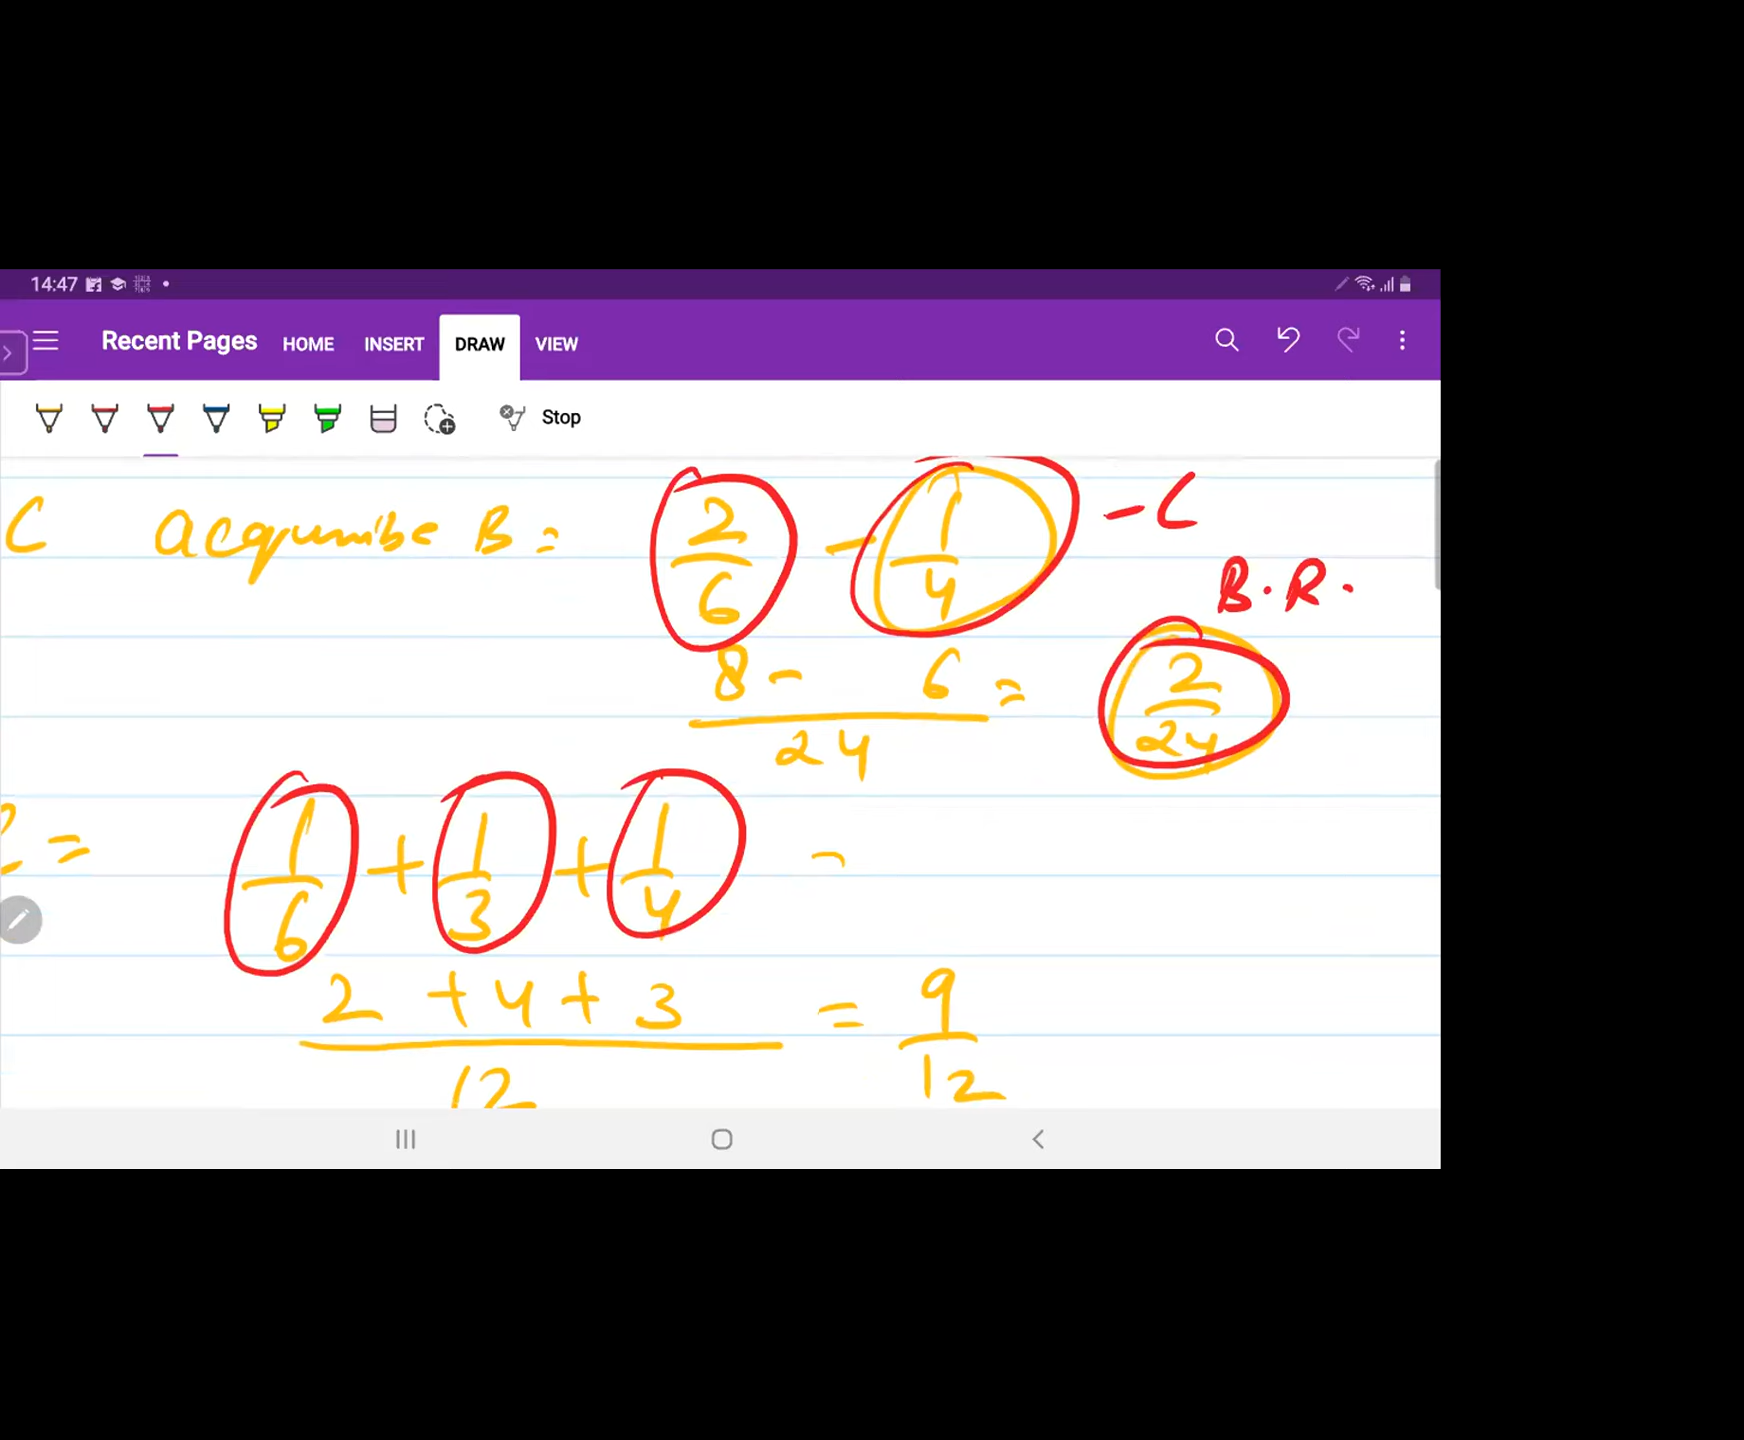 14:47
Recent Pages HOME INSERT DRAW VIEW
Stop
C acqumibe B = 2/6 - 1/4 - C
B.R.
8 - 6 / 24 = 2/24
= 1/6 + 1/3 + 1/4 =
2 + 4 + 3 / 12 = 9/12